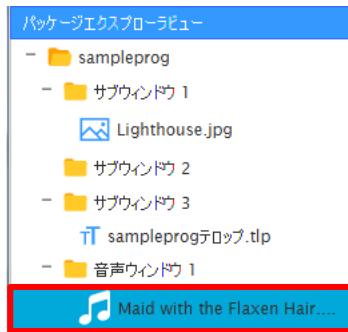 パッケージエクスプローラビュー
sampleprog
サブウィンドウ 1
Lighthouse.jpg
サブウィンドウ 2
サブウィンドウ 3
sampleprogテロップ.tlp
音声ウィンドウ 1
Maid with the Flaxen Hair....